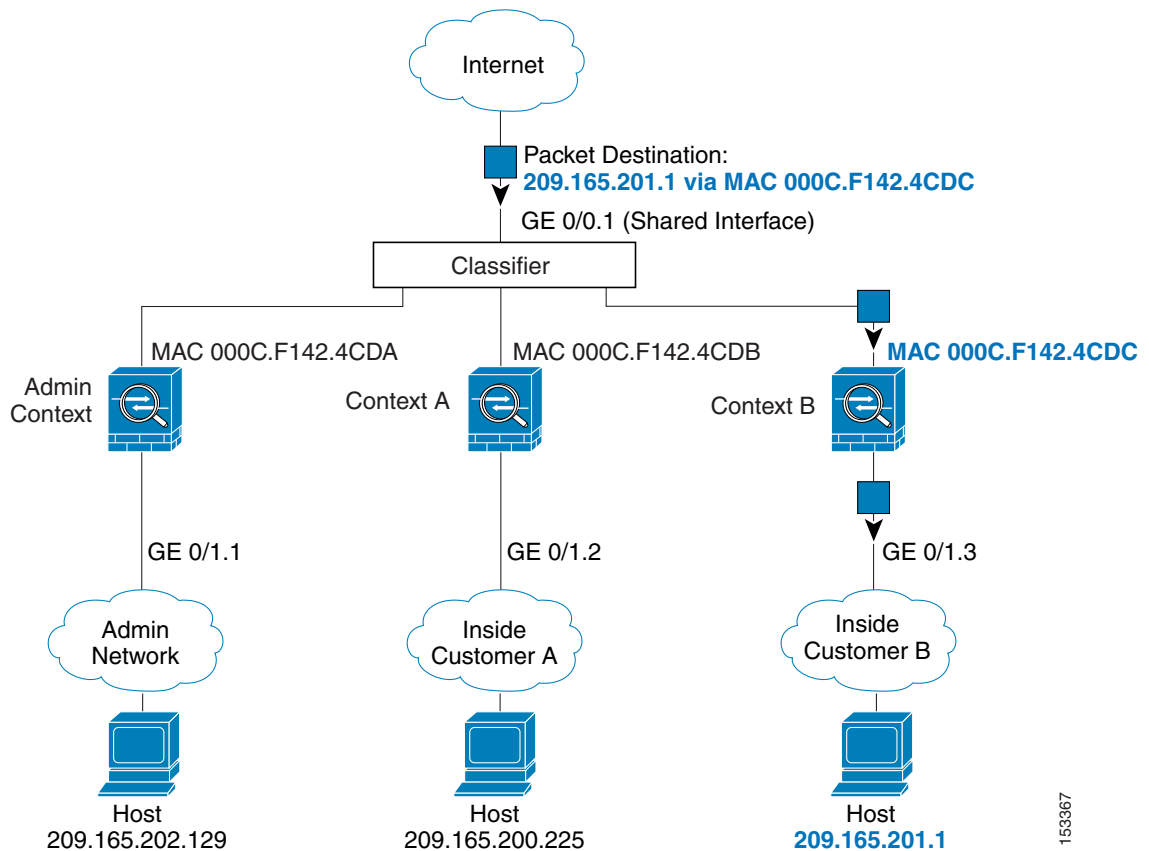 Internet
Packet Destination:
209.165.201.1 via MAC 000C.F142.4CDC
GE 0/0.1 (Shared Interface)
Classifier
MAC 000C.F142.4CDA
MAC 000C.F142.4CDB
MAC 000C.F142.4CDC
Admin
Context
Context A
Context B
GE 0/1.1
GE 0/1.2
GE 0/1.3
Admin
Network
Inside
Customer A
Inside
Customer B
Host
209.165.202.129
Host
209.165.200.225
Host
209.165.201.1
153367